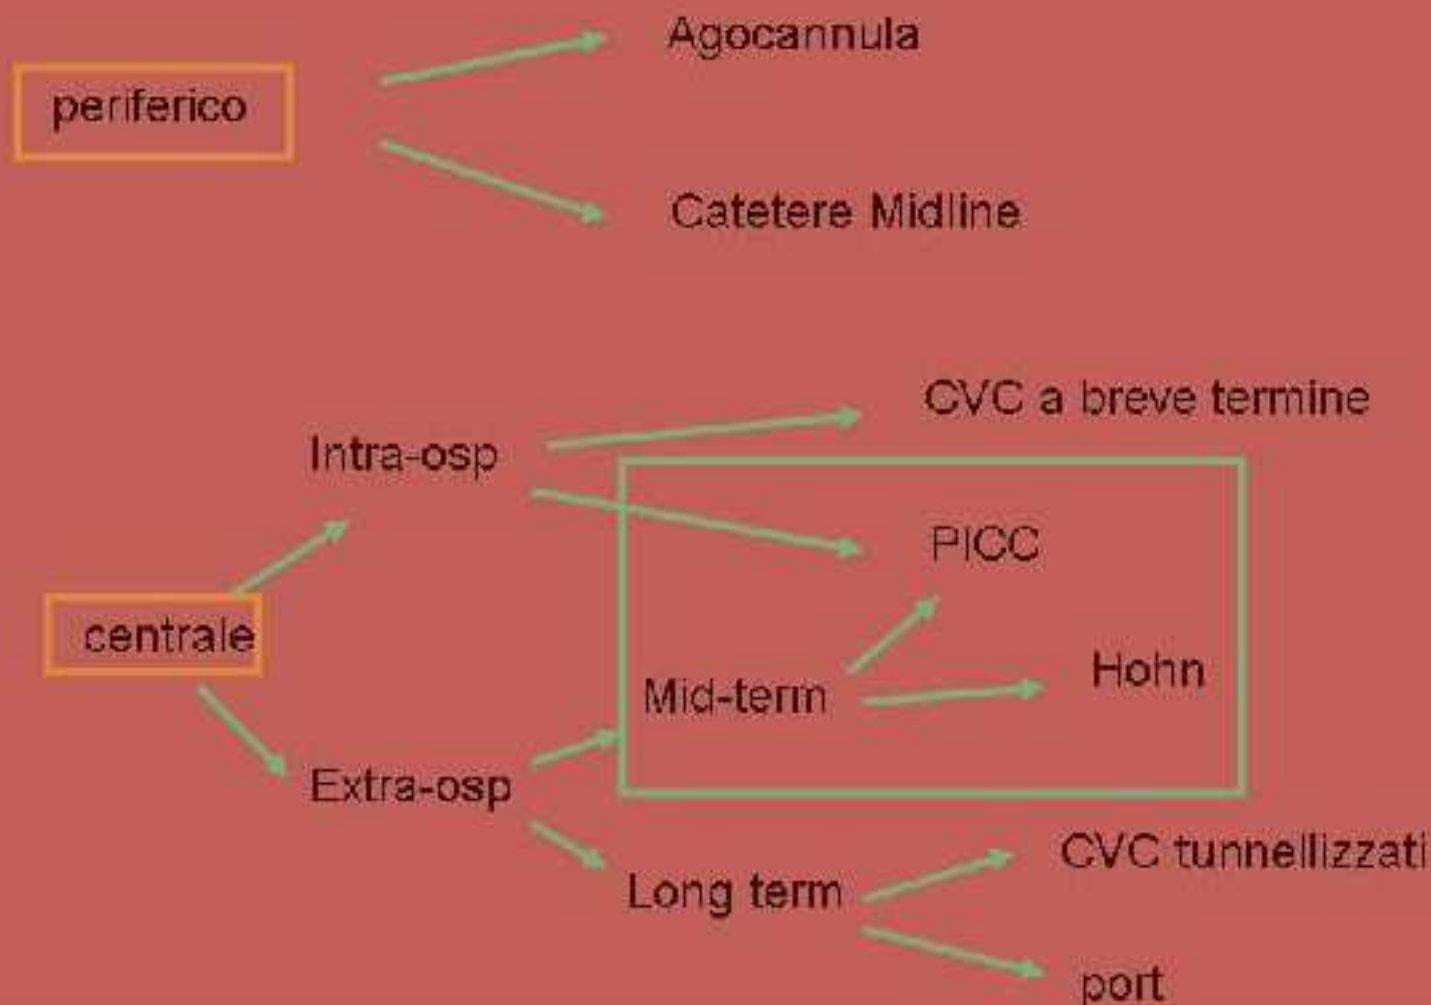 Agocannula
periferico
Catetere Midline
CVC a breve termine
Intra-osp
PICC
centrale
Hohn
Mid-term
Extra-osp
CVC tunnellizzati
Long term
port